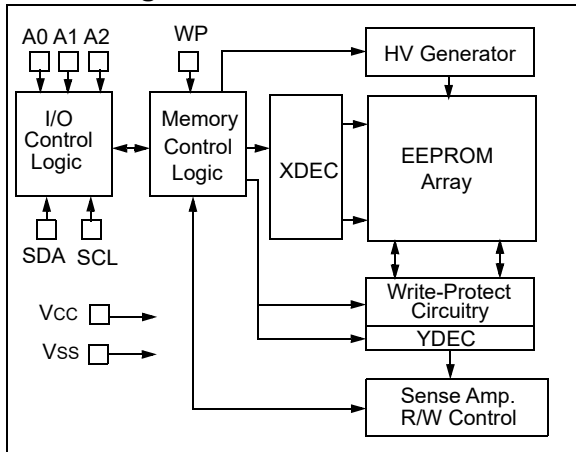 A0 A1 A2
WP
HV Generator
I/O
Control
Logic
Memory
Control
Logic
XDEC
EEPROM
Array
SDA SCL
Write-Protect
Circuitry
YDEC
VCC
VSS
Sense Amp.
R/W Control